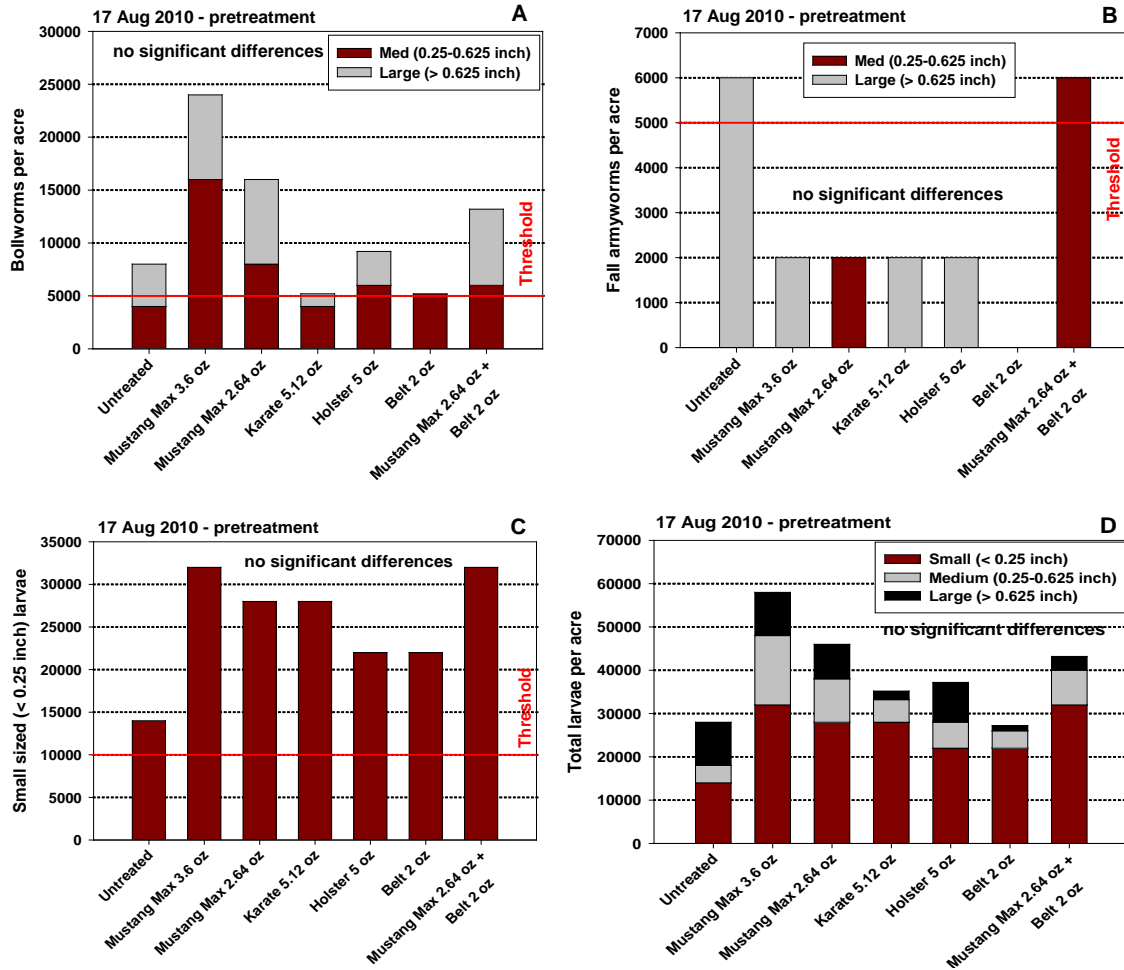 17 Aug 2010 - pretreatment
A
no significant differences
Med (0.25-0.625 inch)
Large (> 0.625 inch)
Bollworms per acre
30000
25000
20000
15000
10000
5000
0
Threshold
Untreated
Mustang Max 3.6 oz
Mustang Max 2.64 oz
Karate 5.12 oz
Holster 5 oz
Belt 2 oz
Mustang Max 2.64 oz +
Belt 2 oz
17 Aug 2010 - pretreatment
B
Med (0.25-0.625 inch)
Large (> 0.625 inch)
Fall armyworms per acre
7000
6000
5000
4000
3000
2000
1000
0
no significant differences
Threshold
Untreated
Mustang Max 3.6 oz
Mustang Max 2.64 oz
Karate 5.12 oz
Holster 5 oz
Belt 2 oz
Mustang Max 2.64 oz +
Belt 2 oz
17 Aug 2010 - pretreatment
C
no significant differences
Small sized (< 0.25 inch) larvae
35000
30000
25000
20000
15000
10000
5000
0
Threshold
Untreated
Mustang Max 3.6 oz
Mustang Max 2.64 oz
Karate 5.12 oz
Holster 5 oz
Belt 2 oz
Mustang Max 2.64 oz +
Belt 2 oz
17 Aug 2010 - pretreatment
D
Small (< 0.25 inch)
Medium (0.25-0.625 inch)
Large (> 0.625 inch)
no significant differences
Total larvae per acre
70000
60000
50000
40000
30000
20000
10000
0
Untreated
Mustang Max 3.6 oz
Mustang Max 2.64 oz
Karate 5.12 oz
Holster 5 oz
Belt 2 oz
Mustang Max 2.64 oz +
Belt 2 oz